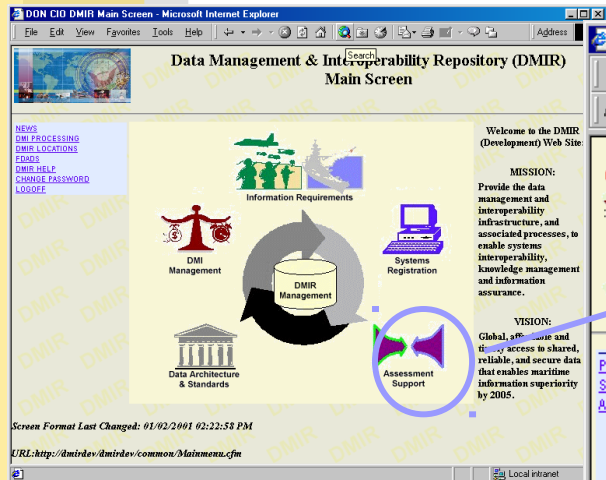 DON CIO DMIR Main Screen - Microsoft Internet Explorer
File Edit View Favorites Tools Help
Address
Search
Data Management & Interoperability Repository (DMIR)
Main Screen
NEWS
DMI PROCESSING
DMIR LOCATIONS
FDADS
DMIR HELP
CHANGE PASSWORD
LOGOFF
Information Requirements
DMI
Management
Systems
Registration
DMIR
Management
Data Architecture
& Standards
Assessment
Support
Welcome to the DMIR
(Development) Web Site:
MISSION:
Provide the data
management and
interoperability
infrastructure, and
associated processes, to
enable systems
interoperability,
knowledge management
and information
assurance.
VISION:
Global, affordable and
timely access to shared,
reliable, and secure data
that enables maritime
information superiority
by 2005.
Screen Format Last Changed: 01/02/2001 02:22:58 PM
URL:http://dmirdev/dmirdev/common/Mainmenu.cfm
Local intranet
P
S
A